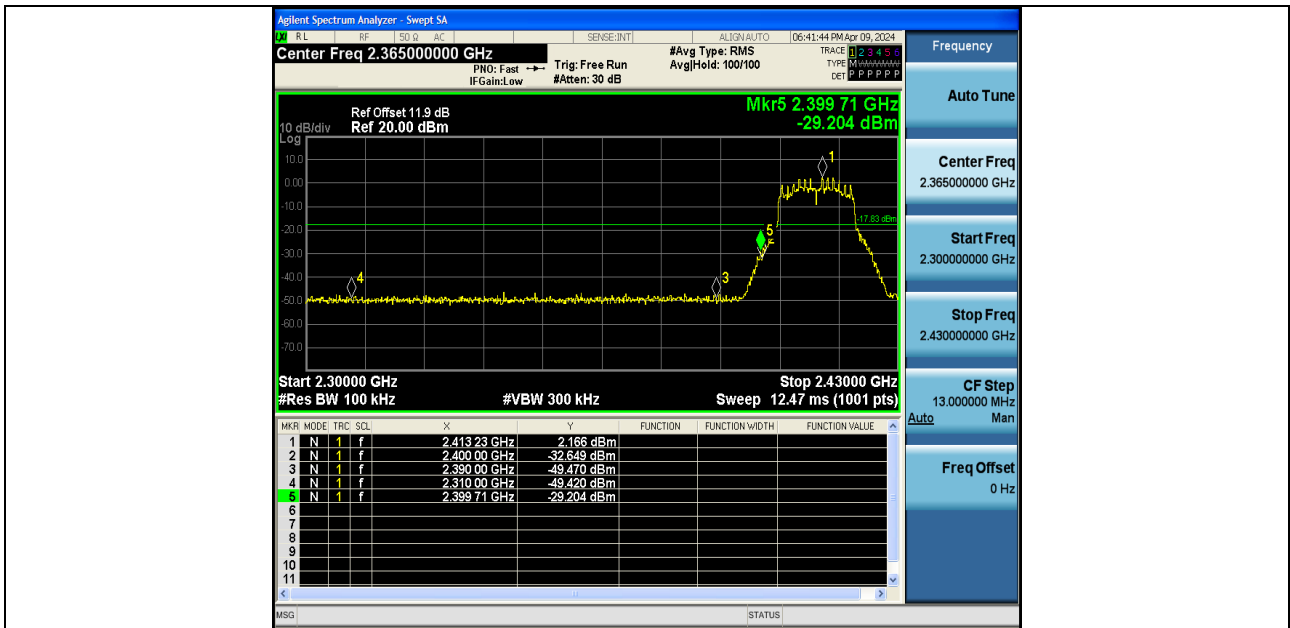 Agilent Spectrum Analyzer - Swept SA
LXI RL RF 50 Ω AC SENSE:INT ALIGN AUTO 06:41:44 PM Apr 09, 2024
Center Freq 2.365000000 GHz
PNO: Fast
IFGain:Low
Trig: Free Run
#Atten: 30 dB
#Avg Type: RMS
Avg|Hold: 100/100
TRACE 1 2 3 4 5 6
TYPE M
DET P P P P P P
Frequency
Mkr5 2.399 71 GHz
-29.204 dBm
Ref Offset 11.9 dB
10 dB/div Ref 20.00 dBm
Log
10.0
0.00
-10.0
-20.0
-30.0
-40.0
-50.0
-60.0
-70.0
1
-17.83 dBm
5
4
3
Start 2.30000 GHz Stop 2.43000 GHz
#Res BW 100 kHz #VBW 300 kHz Sweep 12.47 ms (1001 pts)
MKR MODE TRC SCL X Y FUNCTION FUNCTION WIDTH FUNCTION VALUE
1 N 1 f 2.413 23 GHz 2.166 dBm
2 N 1 f 2.400 00 GHz -32.649 dBm
3 N 1 f 2.390 00 GHz -49.470 dBm
4 N 1 f 2.310 00 GHz -49.420 dBm
5 N 1 f 2.399 71 GHz -29.204 dBm
6
7
8
9
10
11
MSG STATUS
Auto Tune
Center Freq
2.365000000 GHz
Start Freq
2.300000000 GHz
Stop Freq
2.430000000 GHz
CF Step
13.000000 MHz
Auto Man
Freq Offset
0 Hz